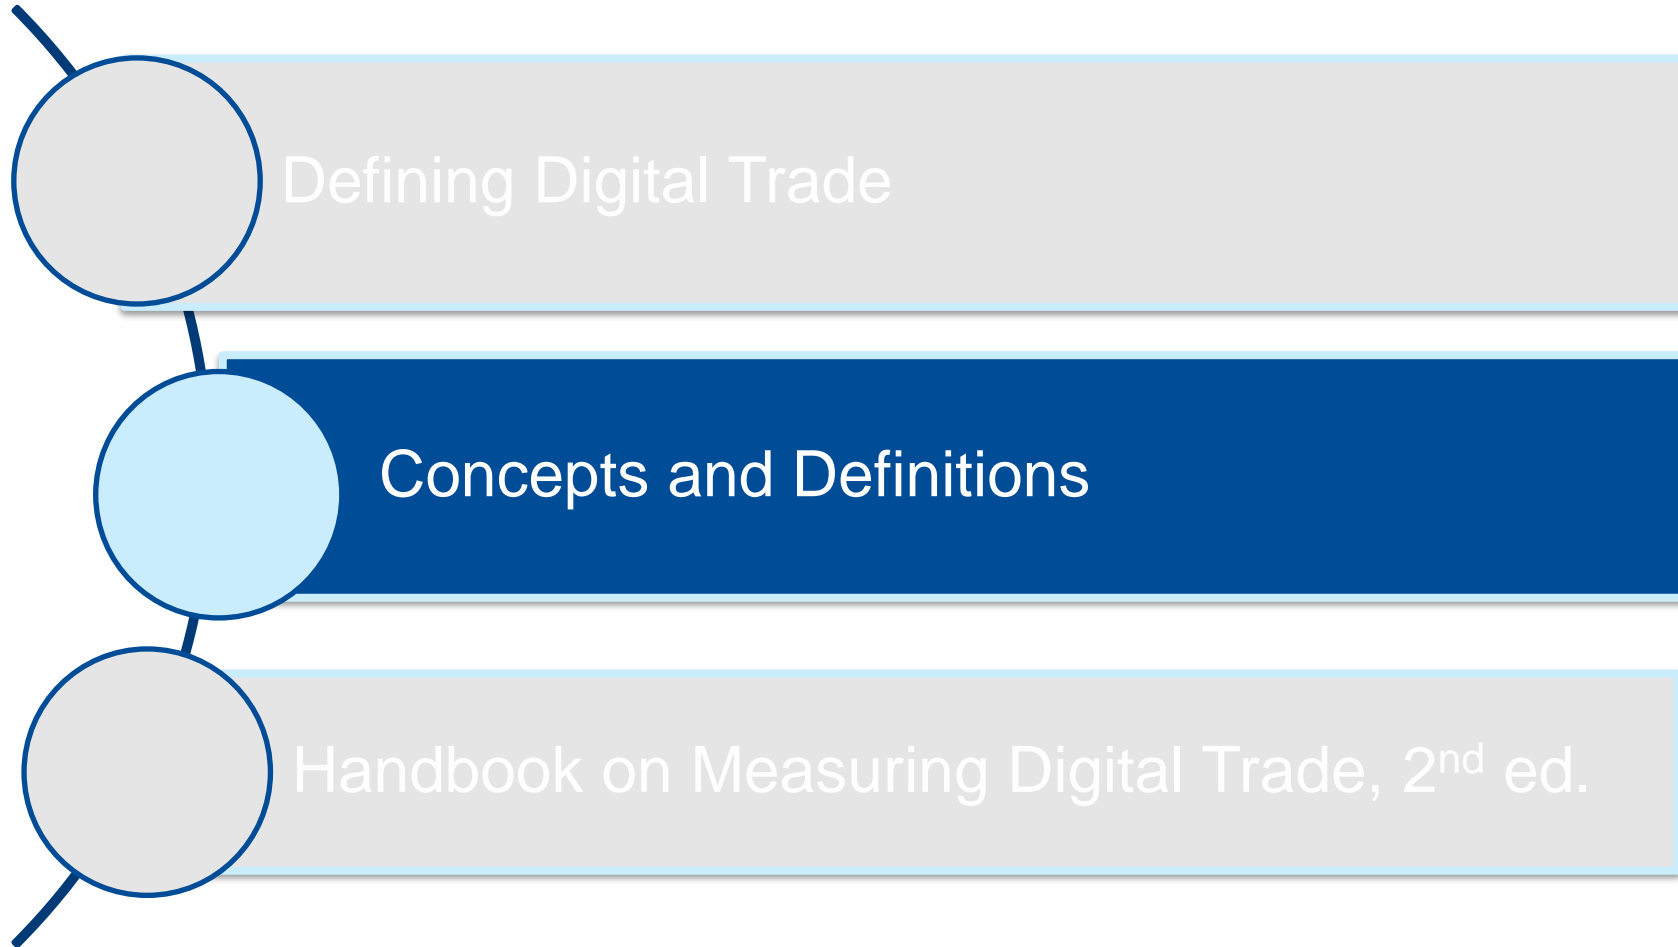 Defining Digital Trade
Concepts and Definitions
Handbook on Measuring Digital Trade, 2nd ed.